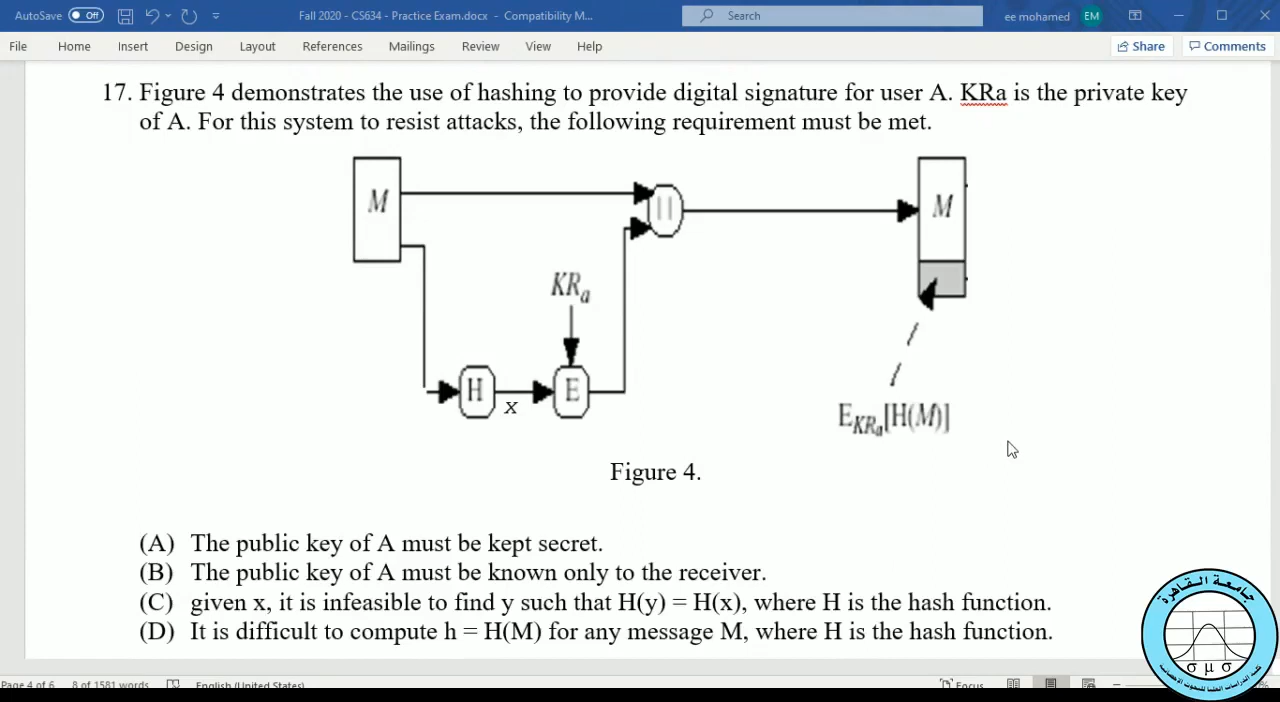 AutoSave Off Fall 2020 - CS634 - Practice Exam.docx - Compatibility M... Search ee mohamed EM
File Home Insert Design Layout References Mailings Review View Help Share Comments
17. Figure 4 demonstrates the use of hashing to provide digital signature for user A. KRa is the private key
of A. For this system to resist attacks, the following requirement must be met.
M || M
KRa
H x E
EKRa[H(M)]
Figure 4.
(A) The public key of A must be kept secret.
(B) The public key of A must be known only to the receiver.
(C) given x, it is infeasible to find y such that H(y) = H(x), where H is the hash function.
(D) It is difficult to compute h = H(M) for any message M, where H is the hash function.
جامعة القاهرة
σ μ σ
Page 4 of 6 8 of 1581 words English (United States) Focus